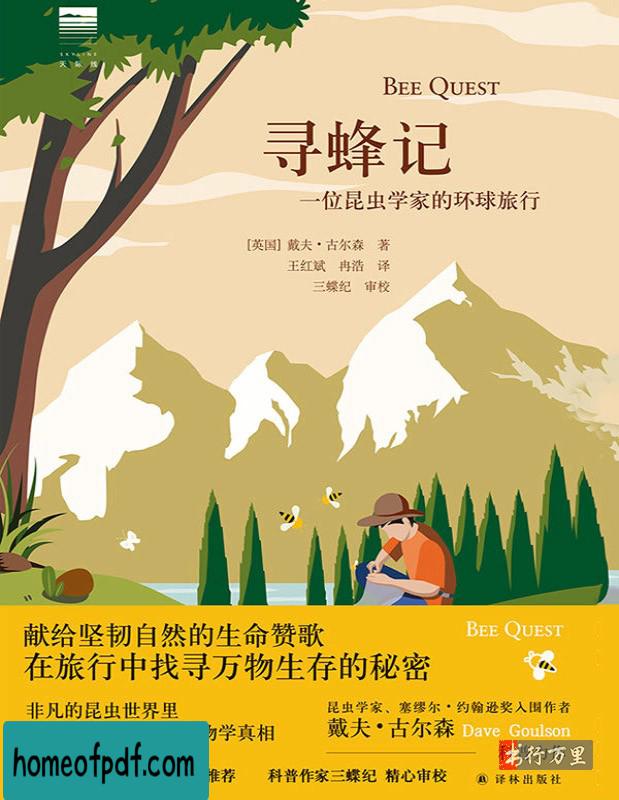 SKYLINE
天际线
BEE QUEST
寻蜂记
一位昆虫学家的环球旅行
[英国] 戴夫·古尔森 著
王红斌 冉浩 译
三蝶纪 审校
献给坚韧自然的生命赞歌
在旅行中找寻万物生存的秘密
BEE QUEST
非凡的昆虫世界里
物学真相
昆虫学家、塞缪尔·约翰逊奖入围作者
戴夫·古尔森 Dave Goulson
书行万里
homeofpdf.com
推荐
科普作家三蝶纪 精心审校
译林出版社